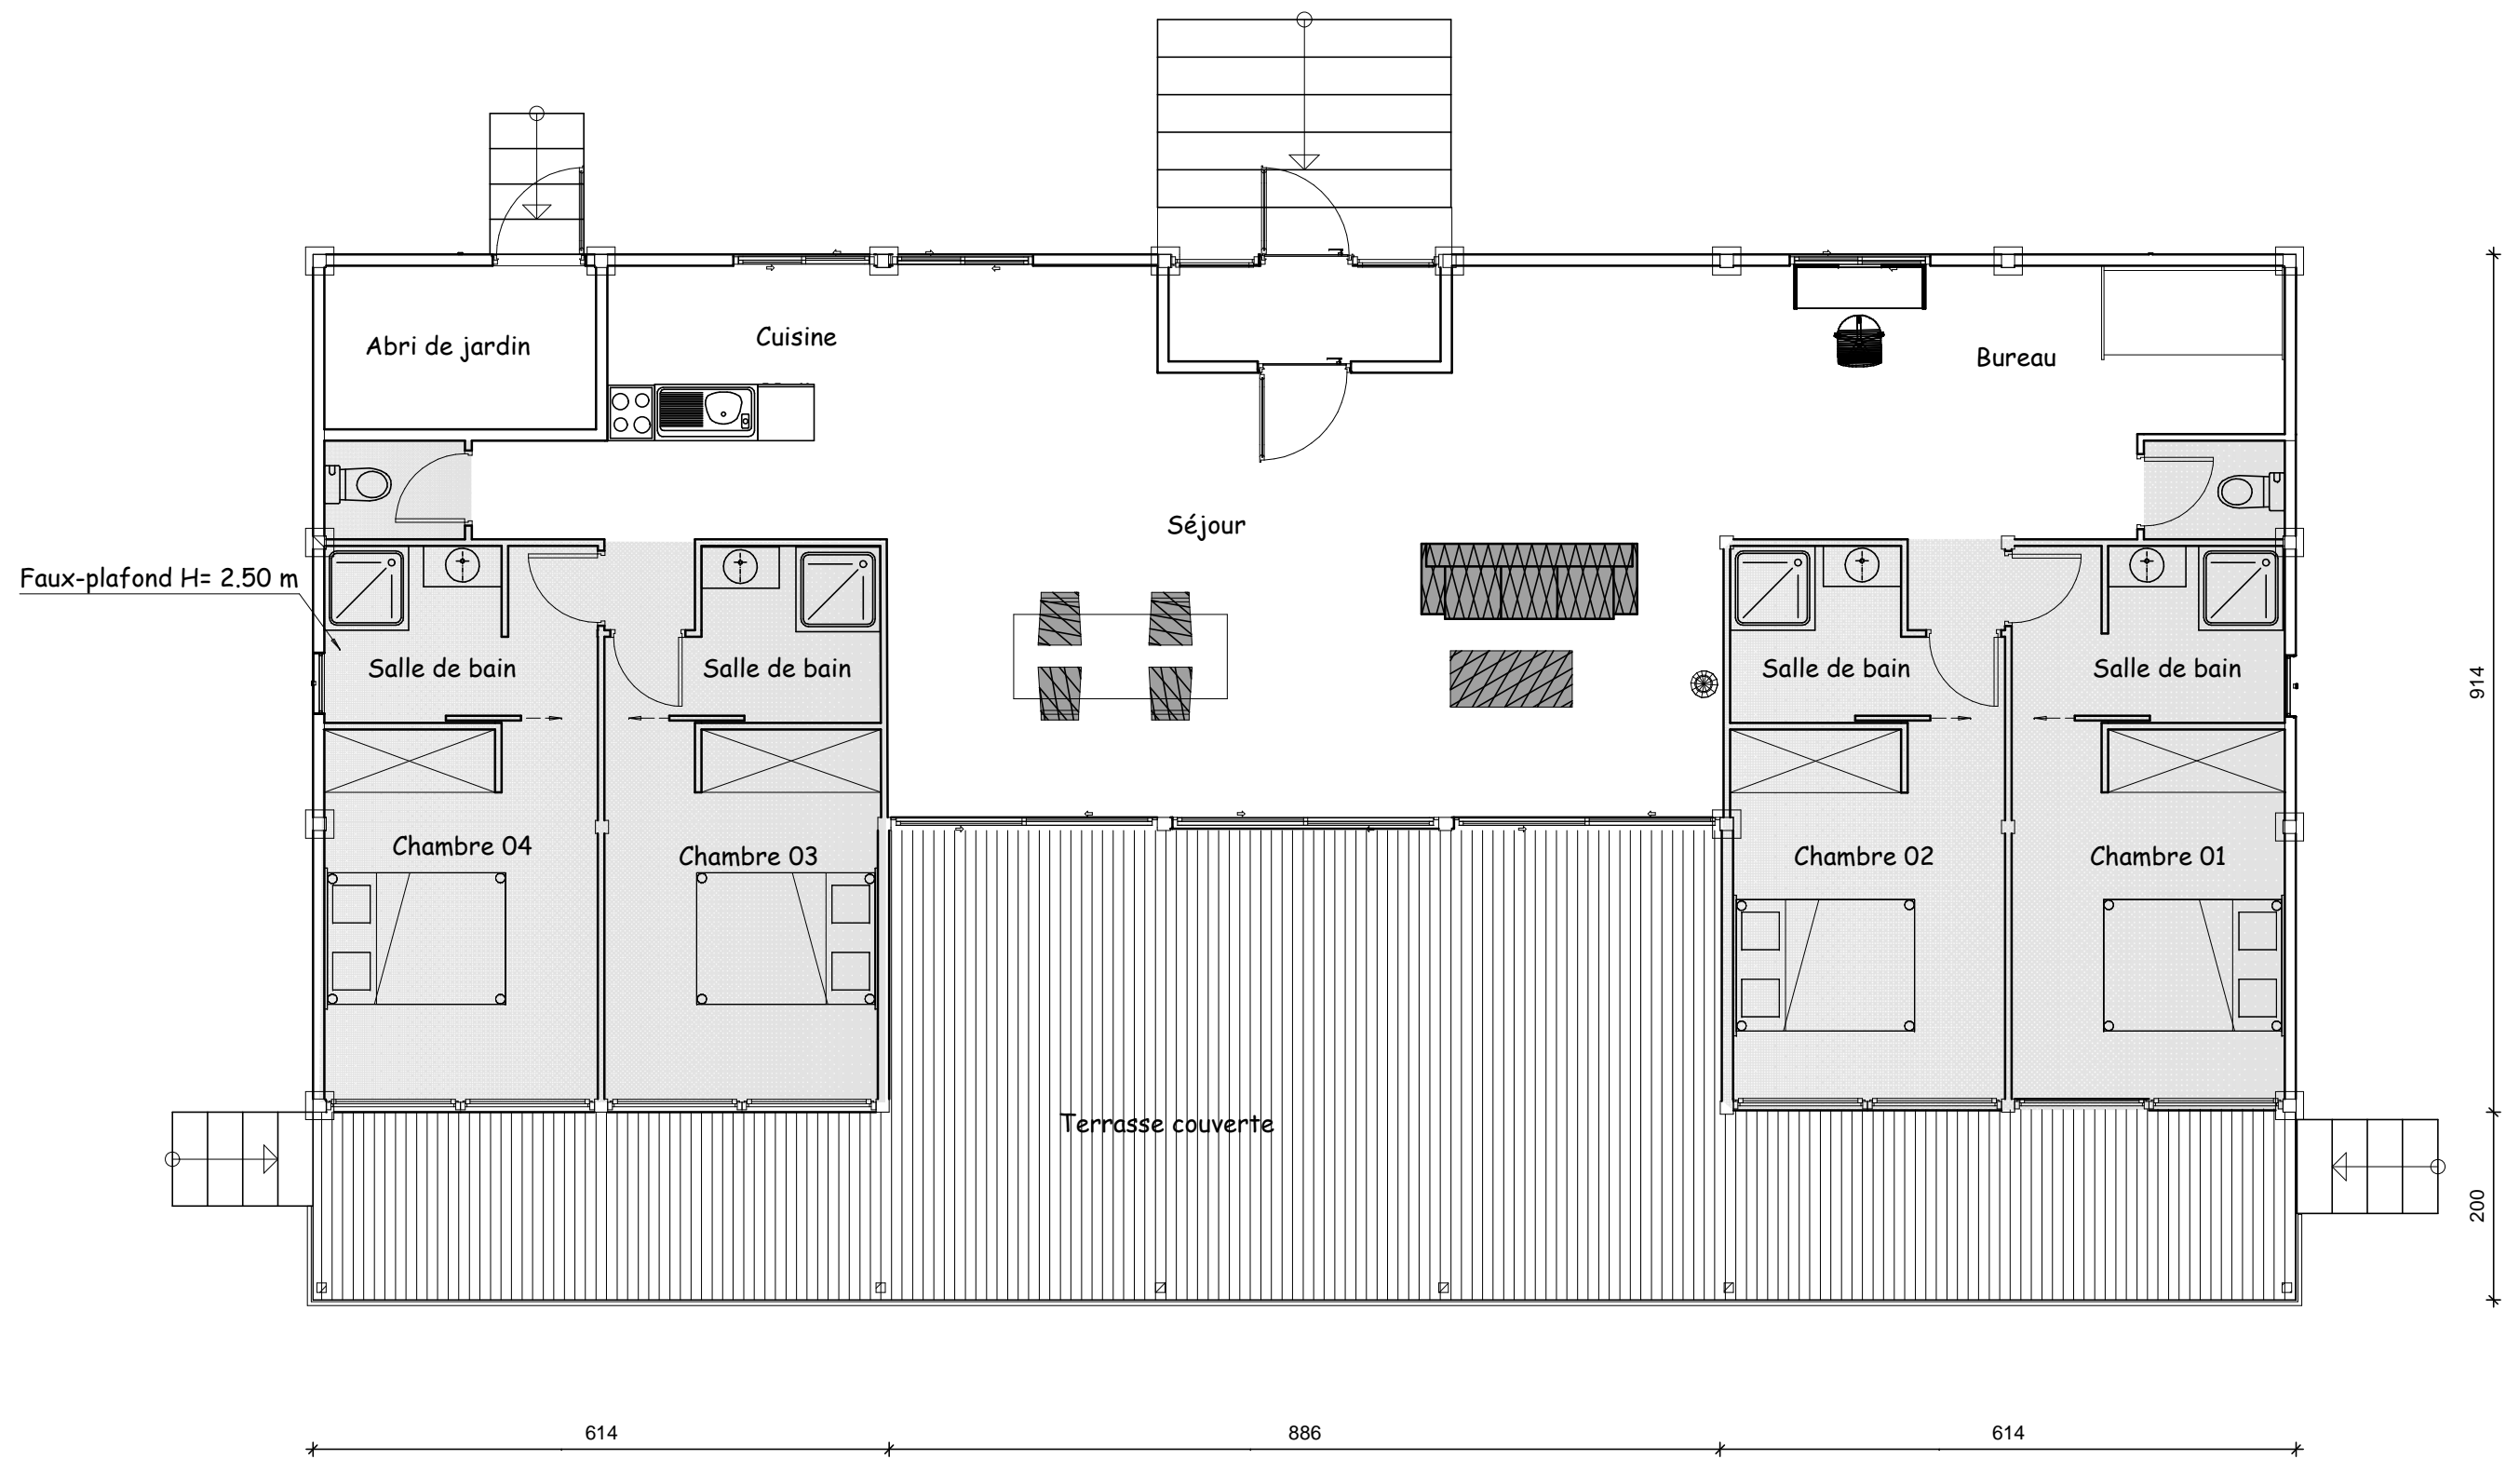 Cuisine
Abri de jardin
Bureau
Séjour
Faux-plafond H= 2.50 m
Salle de bain
Salle de bain
Salle de bain
Salle de bain
914
Chambre 04
Chambre 03
Chambre 02
Chambre 01
Terrasse couverte
200
614
886
614